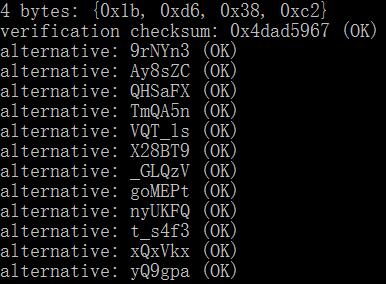 4 bytes: {0x1b, 0xd6, 0x38, 0xc2}
verification checksum: 0x4dad5967 (OK)
alternative: 9rNYn3 (OK)
alternative: Ay8sZC (OK)
alternative: QHSaFX (OK)
alternative: TmQA5n (OK)
alternative: VQT_ls (OK)
alternative: X28BT9 (OK)
alternative: _GLQzV (OK)
alternative: goMEPt (OK)
alternative: nyUKFQ (OK)
alternative: t_s4f3 (OK)
alternative: xQxVkx (OK)
alternative: yQ9gpa (OK)